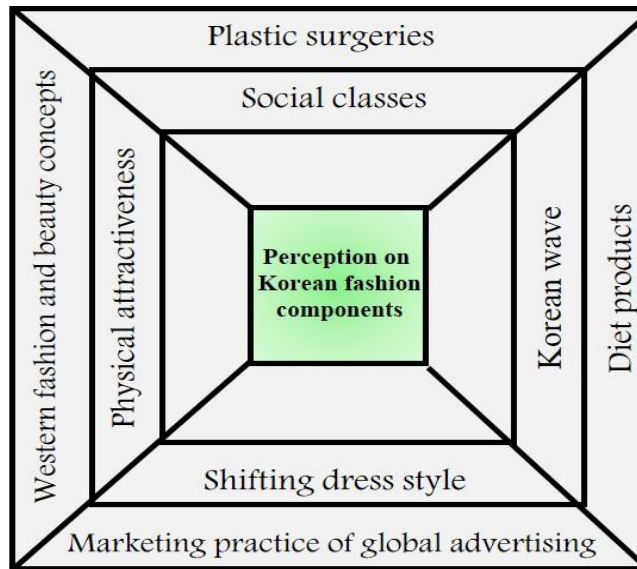 Plastic surgeries
Social classes
Western fashion and beauty concepts
Physical attractiveness
Perception on
Korean fashion
components
Korean wave
Diet products
Shifting dress style
Marketing practice of global advertising